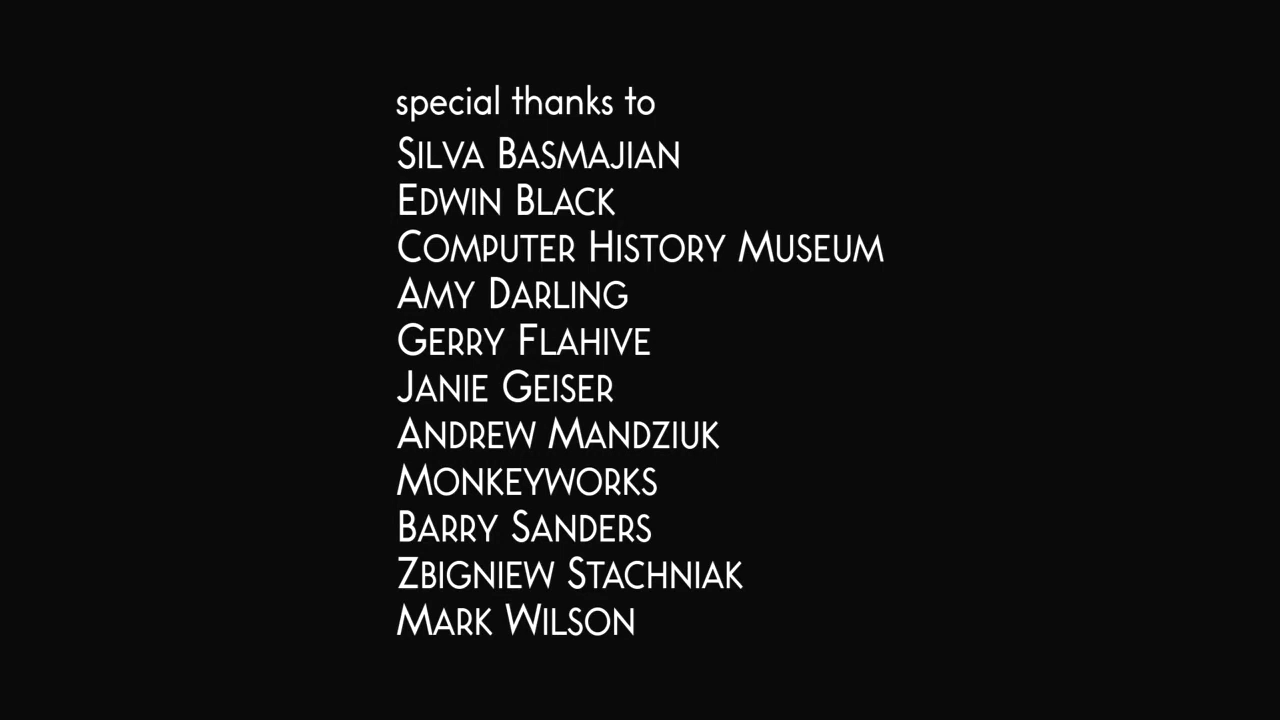 special thanks to
SILVA BASMAJIAN
EDWIN BLACK
COMPUTER HISTORY MUSEUM
AMY DARLING
GERRY FLAHIVE
JANIE GEISER
ANDREW MANDZIUK
MONKEYWORKS
BARRY SANDERS
ZBIGNIEW STACHNIAK
MARK WILSON